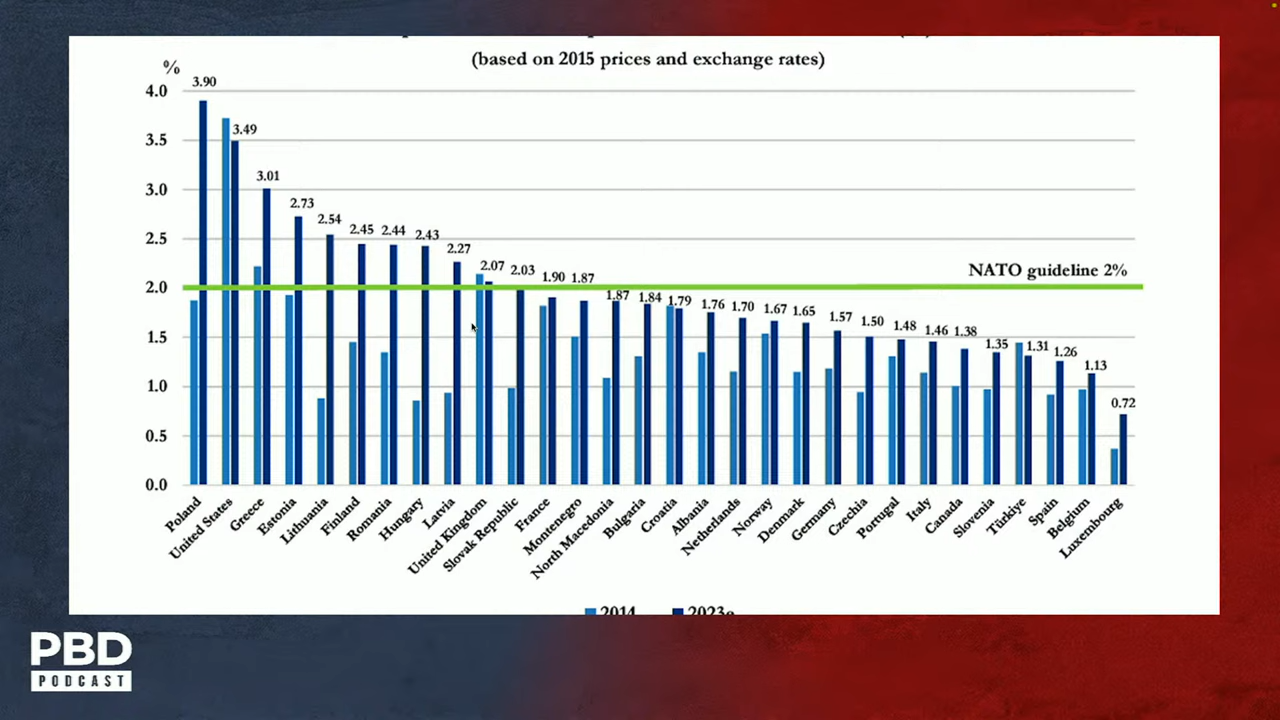 (based on 2015 prices and exchange rates)
%
4.0
3.5
3.0
2.5
2.0
1.5
1.0
0.5
0.0
3.90
3.49
3.01
2.73
2.54
2.45
2.44
2.43
2.27
2.07
2.03
1.90
1.87
1.87
1.84
1.79
1.76
1.70
1.67
1.65
1.57
1.50
1.48
1.46
1.38
1.35
1.31
1.26
1.13
0.72
NATO guideline 2%
Poland
United States
Greece
Estonia
Lithuania
Finland
Romania
Hungary
Latvia
United Kingdom
Slovak Republic
France
Montenegro
North Macedonia
Bulgaria
Croatia
Albania
Netherlands
Norway
Denmark
Germany
Czechia
Portugal
Italy
Canada
Slovenia
Türkiye
Spain
Belgium
Luxembourg
2014 2023e
PBD
PODCAST